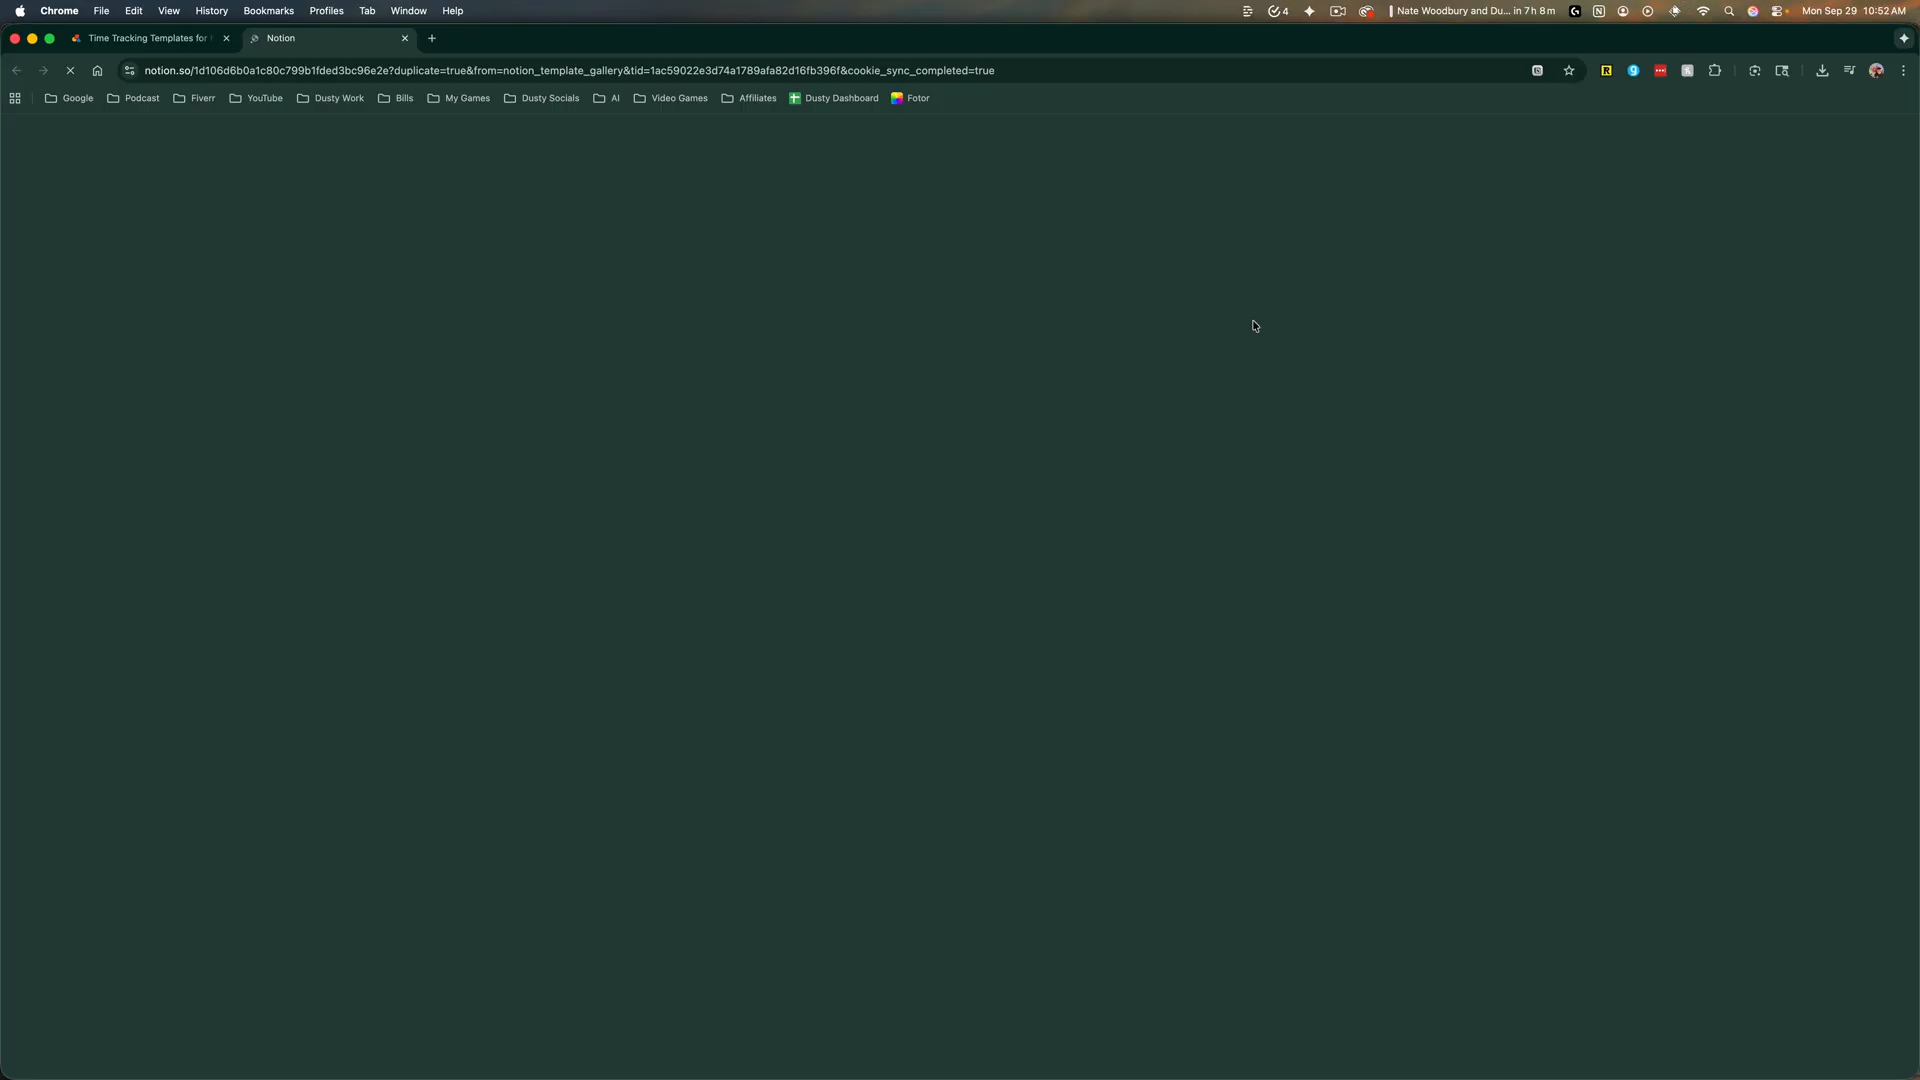 Chrome File Edit View History Bookmarks Profiles Tab Window Help 4 Nate Woodbury and Du... in 7h 8m Mon Sep 29 10:52 AM
Time Tracking Templates for Notion
notion.so/1d106d6b0a1c80c799b1fded3bc96e2e?duplicate=true&from=notion_template_gallery&tid=1ac59022e3d74a1789afa82d16fb396f&cookie_sync_completed=true
Google Podcast Fiverr YouTube Dusty Work Bills My Games Dusty Socials AI Video Games Affiliates Dusty Dashboard Fotor